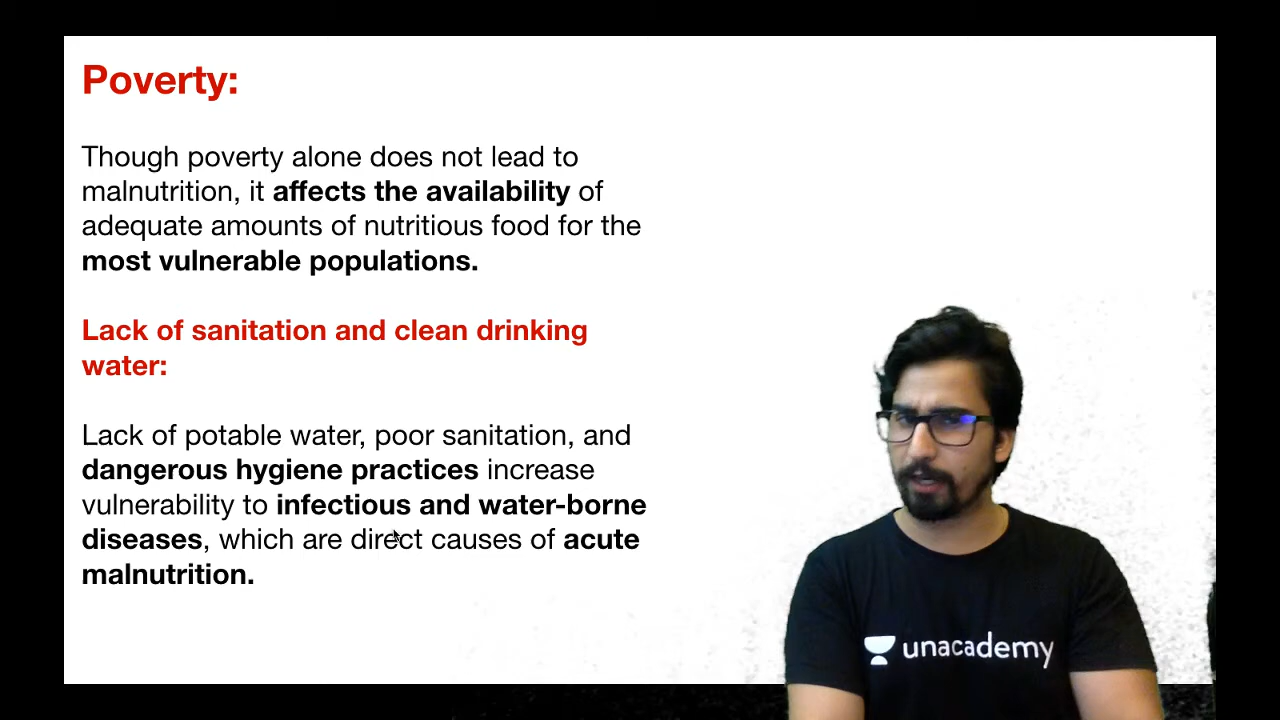 Poverty:
Though poverty alone does not lead to
malnutrition, it affects the availability of
adequate amounts of nutritious food for the
most vulnerable populations.
Lack of sanitation and clean drinking
water:
Lack of potable water, poor sanitation, and
dangerous hygiene practices increase
vulnerability to infectious and water-borne
diseases, which are direct causes of acute
malnutrition.
unacademy